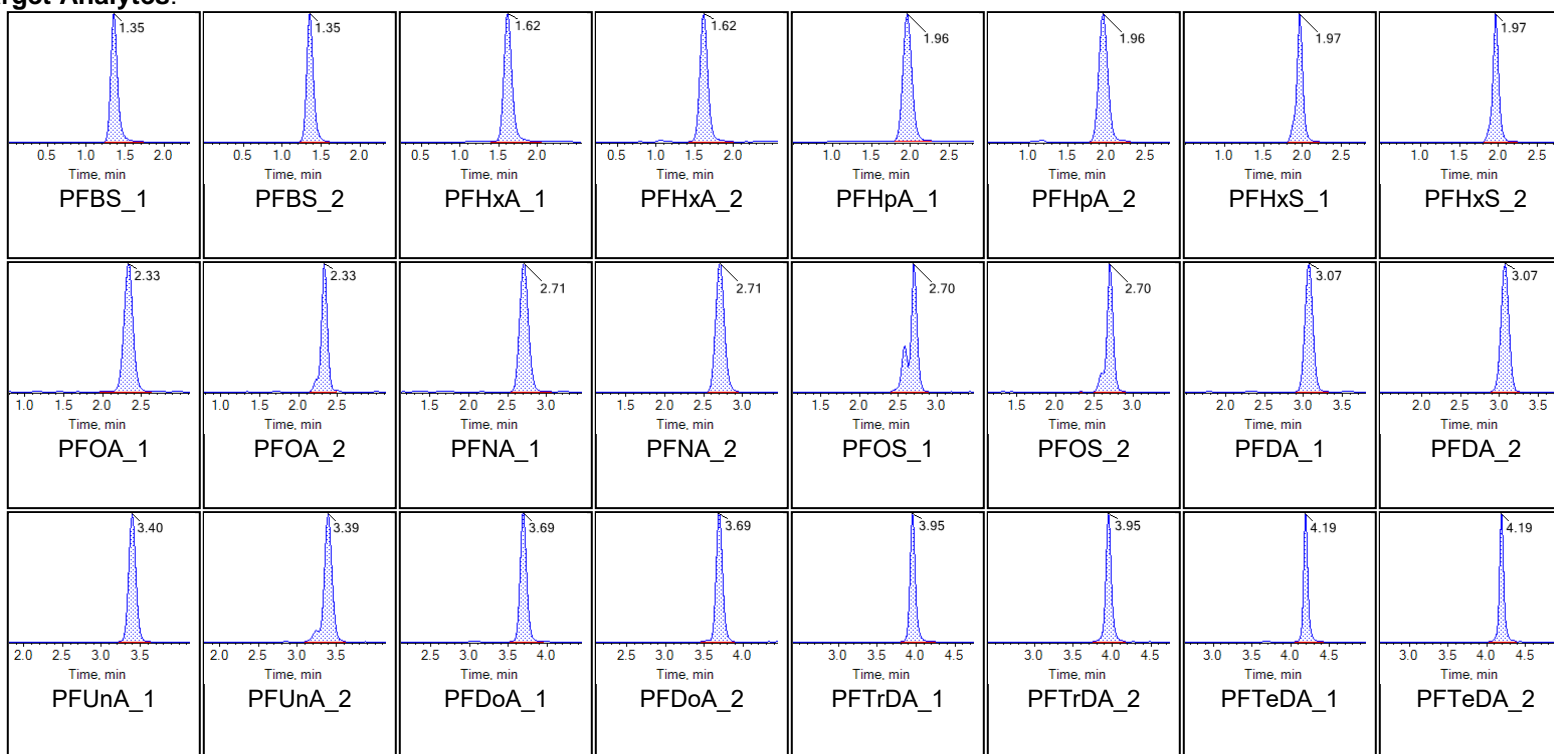 rget Analytes:
1.35 1.35 1.62 1.62 1.96 1.96 1.97 1.97
0.5 1.0 1.5 2.0 0.5 1.0 1.5 2.0 0.5 1.0 2.0 0.5 1.0 2.0 1.0 2.0 2.5 1.0 2.0 2.5 1.0 2.0 2.5 1.0 2.0 2.5
Time, min Time, min Time, min Time, min Time, min Time, min Time, min Time, min
PFBS_1 PFBS_2 PFHxA_1 PFHxA_2 PFHpA_1 PFHpA_2 PFHxS_1 PFHxS_2
2.33 2.33 2.71 2.71 2.70 2.70 3.07 3.07
1.0 1.5 2.0 2.5 1.0 1.5 2.0 2.5 1.5 2.0 2.5 3.0 1.5 2.0 2.5 3.0 1.5 2.0 2.5 3.0 1.5 2.0 2.5 3.0 2.0 2.5 3.0 3.5 2.0 2.5 3.0 3.5
Time, min Time, min Time, min Time, min Time, min Time, min Time, min Time, min
PFOA_1 PFOA_2 PFNA_1 PFNA_2 PFOS_1 PFOS_2 PFDA_1 PFDA_2
3.40 3.39 3.69 3.69 3.95 3.95 4.19 4.19
2.0 2.5 3.0 3.5 2.0 2.5 3.0 3.5 2.5 3.0 3.5 4.0 2.5 3.0 3.5 4.0 3.0 3.5 4.0 4.5 3.0 3.5 4.0 4.5 3.0 3.5 4.0 4.5 3.0 3.5 4.0 4.5
Time, min Time, min Time, min Time, min Time, min Time, min Time, min Time, min
PFUnA_1 PFUnA_2 PFDoA_1 PFDoA_2 PFTrDA_1 PFTrDA_2 PFTeDA_1 PFTeDA_2